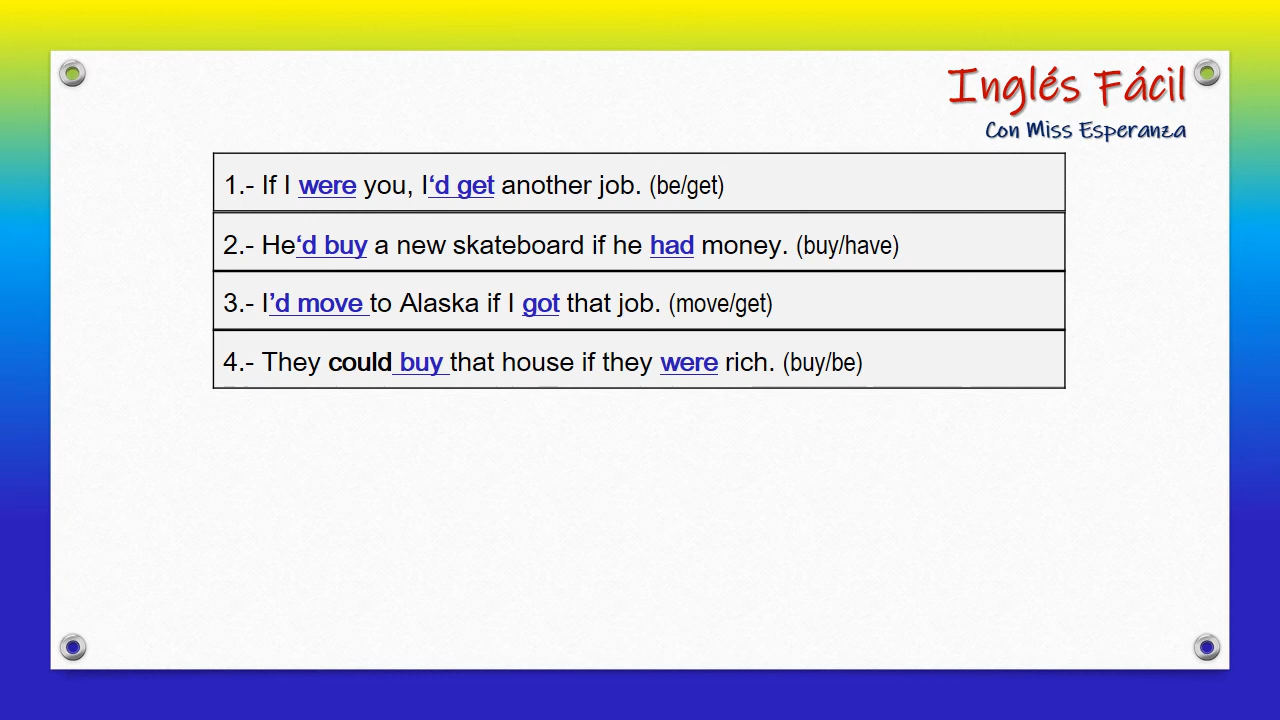 Inglés Fácil
Con Miss Esperanza
1.- If I were you, I‘d get another job. (be/get)
2.- He‘d buy a new skateboard if he had money. (buy/have)
3.- I’d move to Alaska if I got that job. (move/get)
4.- They could buy that house if they were rich. (buy/be)